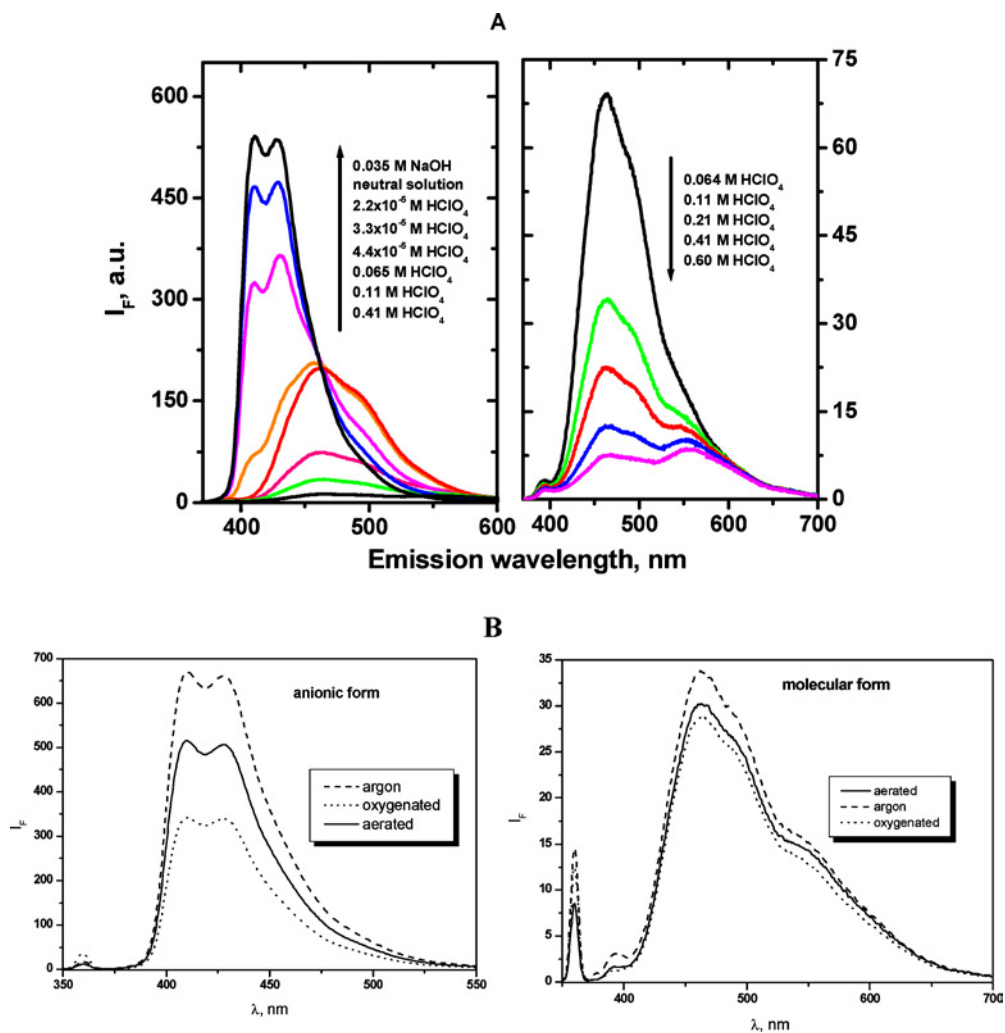 A
600
450
300
150
0
I_F, a.u.
0.035 M NaOH
neutral solution
2.2x10⁻⁵ M HClO₄
3.3x10⁻⁵ M HClO₄
4.4x10⁻⁵ M HClO₄
0.065 M HClO₄
0.11 M HClO₄
0.41 M HClO₄
400 500 600
75
60
45
30
15
0
0.064 M HClO₄
0.11 M HClO₄
0.21 M HClO₄
0.41 M HClO₄
0.60 M HClO₄
400 500 600 700
Emission wavelength, nm
B
700
600
500
400
300
200
100
0
I_F
anionic form
argon
oxygenated
aerated
350 400 450 500 550
λ, nm
35
30
25
20
15
10
5
0
I_F
molecular form
aerated
argon
oxygenated
400 500 600 700
λ, nm